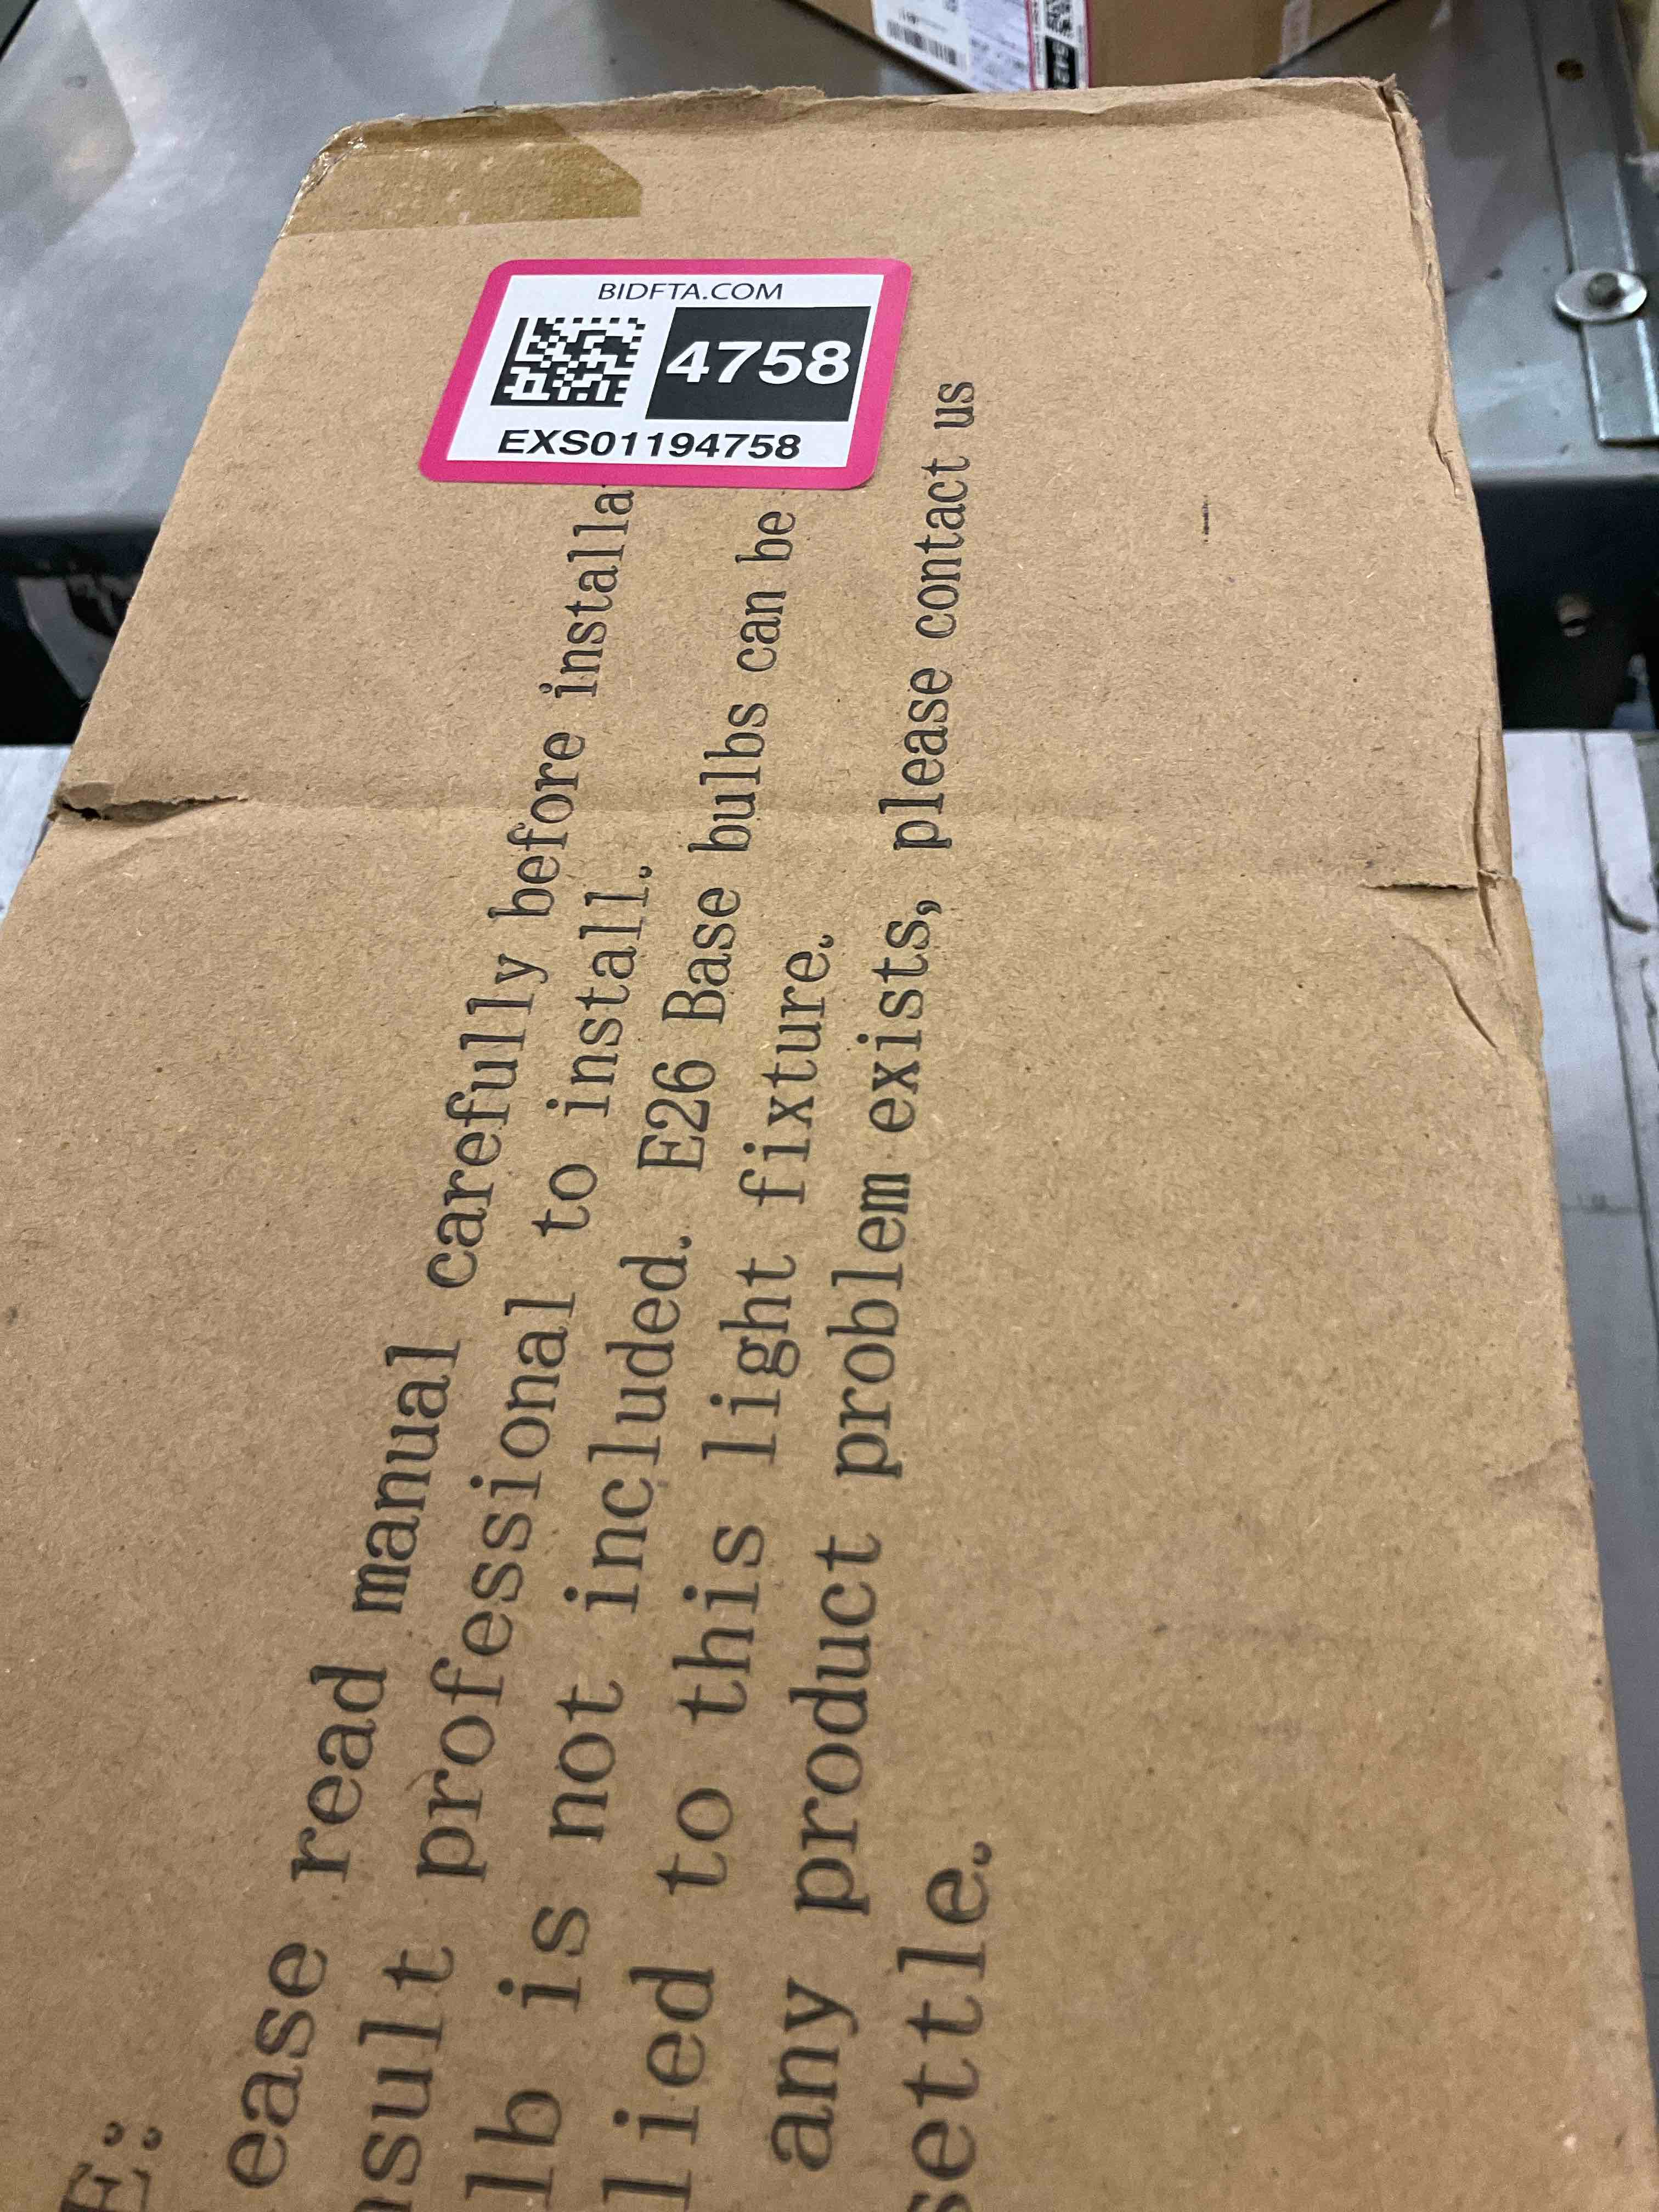 BIDFTA.COM
4758
EXS01194758
E:
ease read manual carefully before installa
sult professional to install.
lb is not included. E26 Base bulbs can be
lied to this light fixture.
any product problem exists, please contact us
settle.